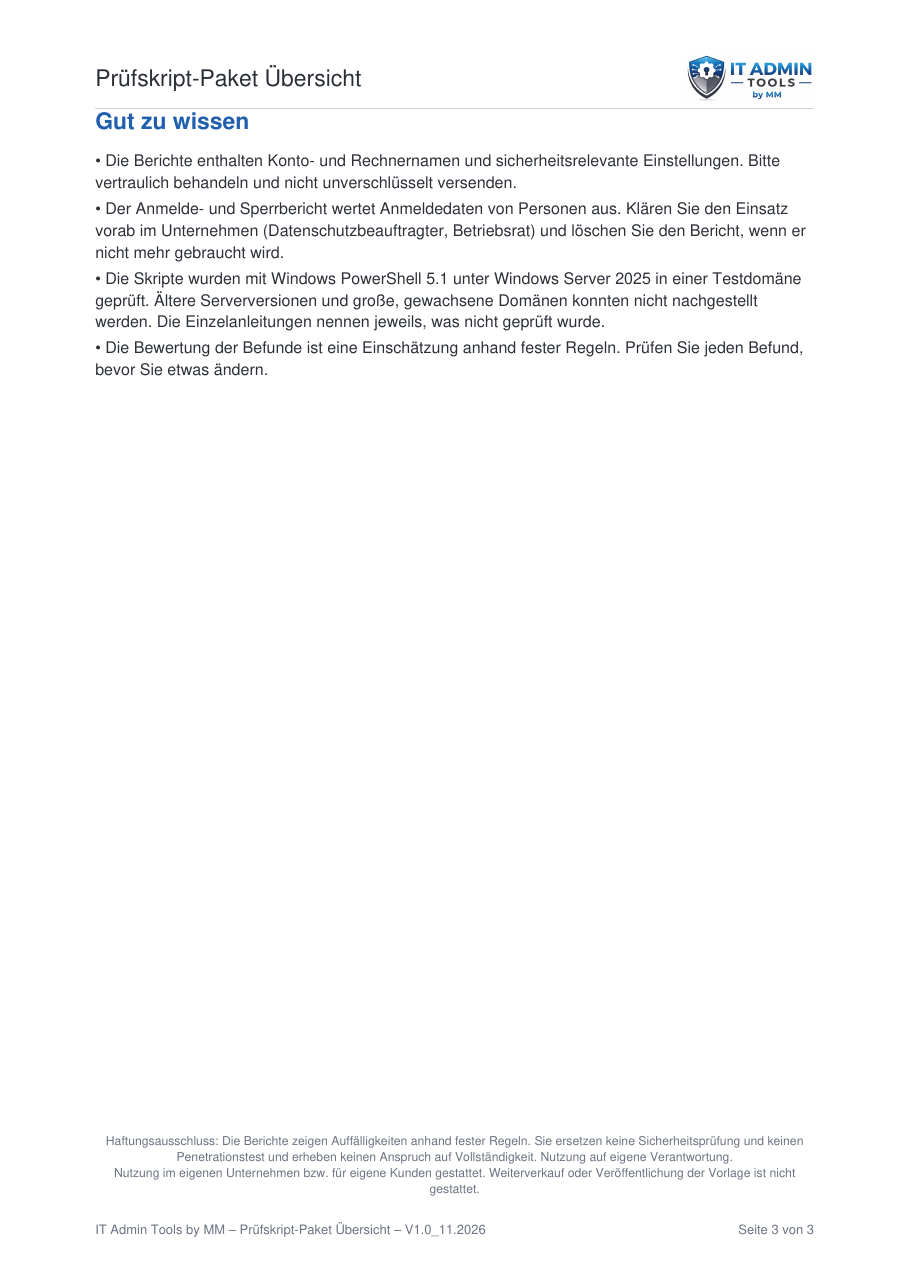 Prüfskript-Paket Übersicht
IT ADMIN
TOOLS
by MM
Gut zu wissen
• Die Berichte enthalten Konto- und Rechnernamen und sicherheitsrelevante Einstellungen. Bitte
vertraulich behandeln und nicht unverschlüsselt versenden.
• Der Anmelde- und Sperrbericht wertet Anmeldedaten von Personen aus. Klären Sie den Einsatz
vorab im Unternehmen (Datenschutzbeauftragter, Betriebsrat) und löschen Sie den Bericht, wenn er
nicht mehr gebraucht wird.
• Die Skripte wurden mit Windows PowerShell 5.1 unter Windows Server 2025 in einer Testdomäne
geprüft. Ältere Serverversionen und große, gewachsene Domänen konnten nicht nachgestellt
werden. Die Einzelanleitungen nennen jeweils, was nicht geprüft wurde.
• Die Bewertung der Befunde ist eine Einschätzung anhand fester Regeln. Prüfen Sie jeden Befund,
bevor Sie etwas ändern.
Haftungsausschluss: Die Berichte zeigen Auffälligkeiten anhand fester Regeln. Sie ersetzen keine Sicherheitsprüfung und keinen
Penetrationstest und erheben keinen Anspruch auf Vollständigkeit. Nutzung auf eigene Verantwortung.
Nutzung im eigenen Unternehmen bzw. für eigene Kunden gestattet. Weiterverkauf oder Veröffentlichung der Vorlage ist nicht
gestattet.
IT Admin Tools by MM – Prüfskript-Paket Übersicht – V1.0_11.2026
Seite 3 von 3